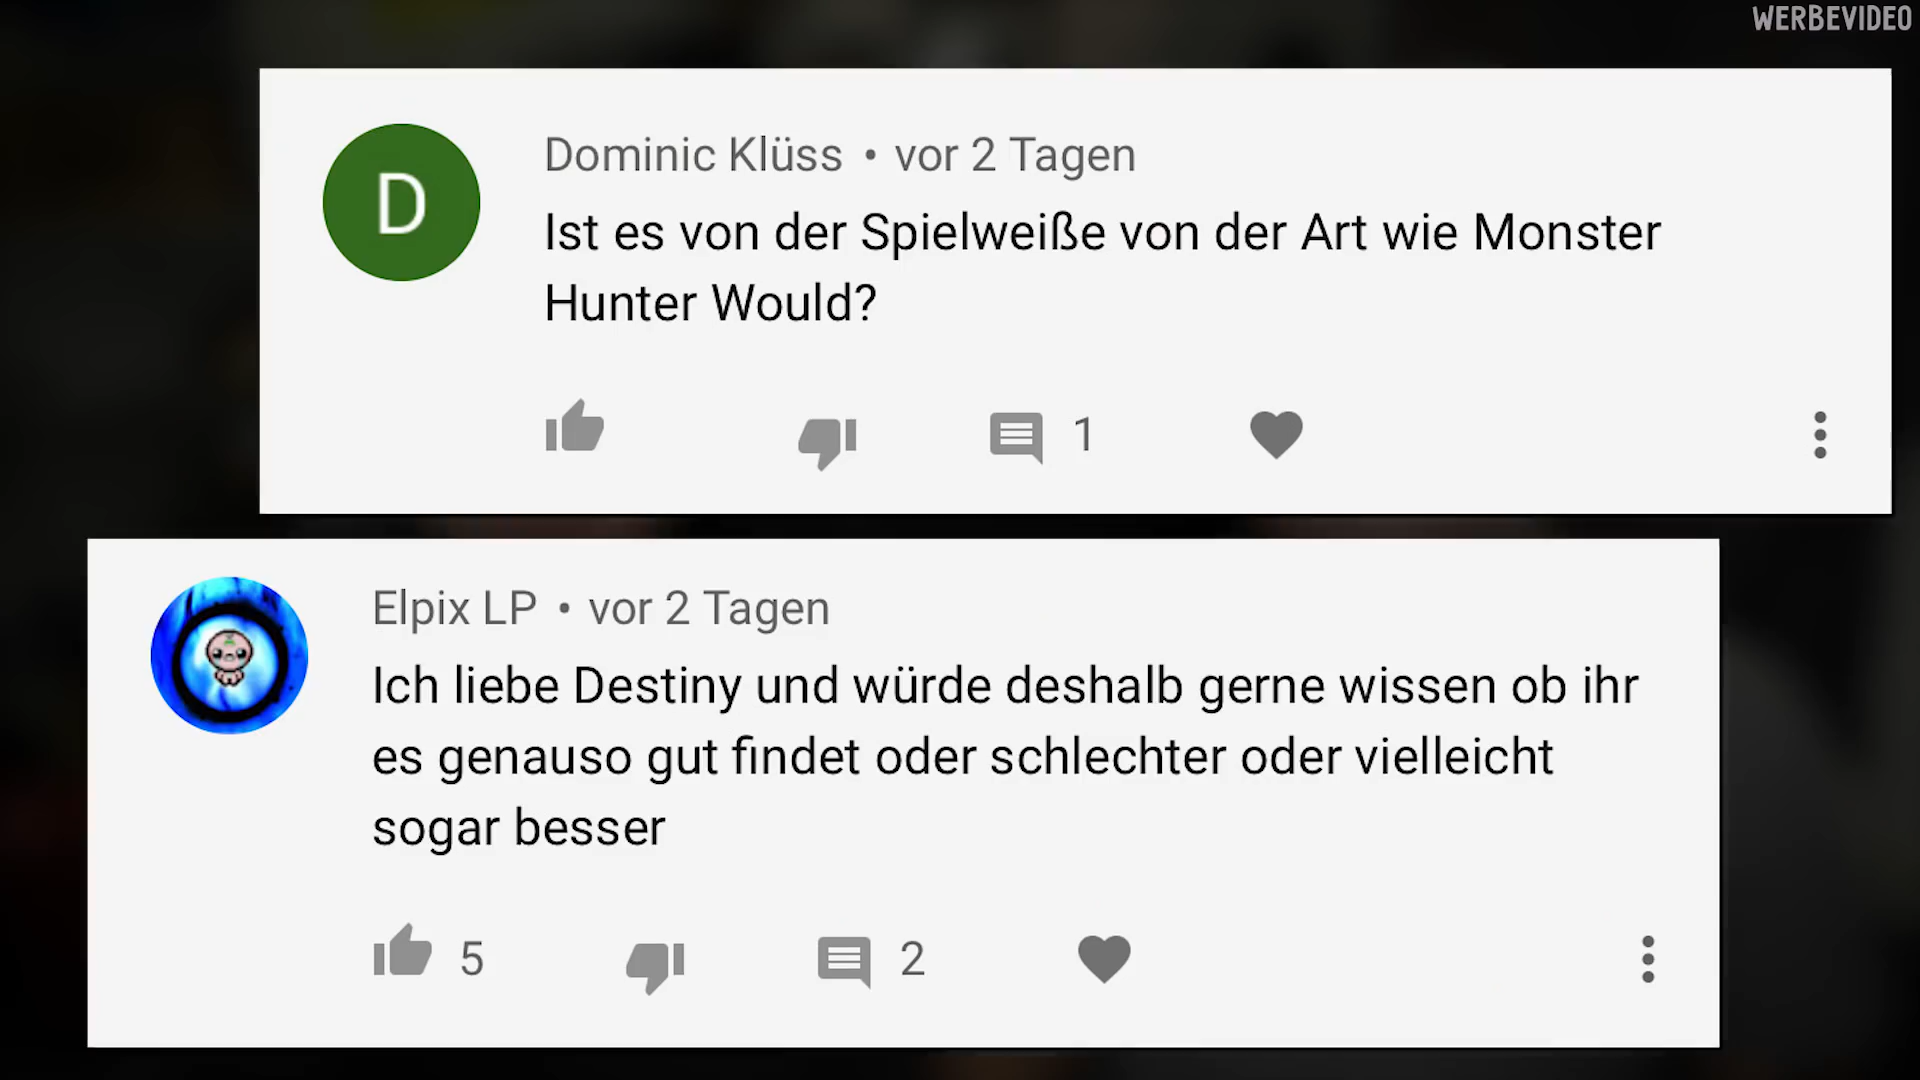 WERBEVIDEO
D
Dominic Klüss • vor 2 Tagen
Ist es von der Spielweiße von der Art wie Monster
Hunter Would?
1
Elpix LP • vor 2 Tagen
Ich liebe Destiny und würde deshalb gerne wissen ob ihr
es genauso gut findet oder schlechter oder vielleicht
sogar besser
5 2